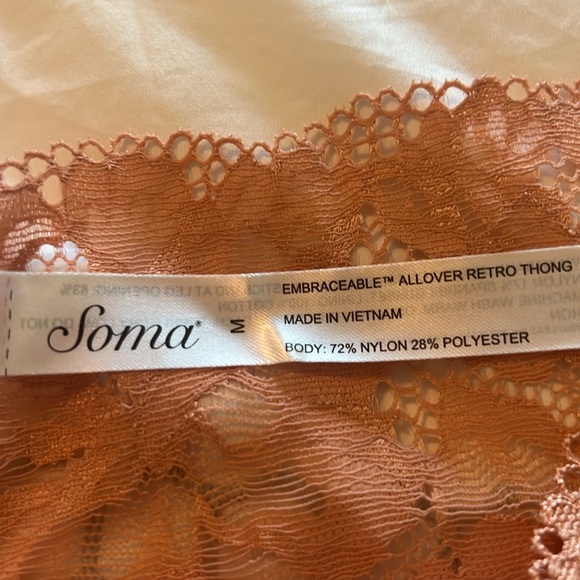 Soma®
M
EMBRACEABLE™ ALLOVER RETRO THONG
MADE IN VIETNAM
BODY: 72% NYLON 28% POLYESTER